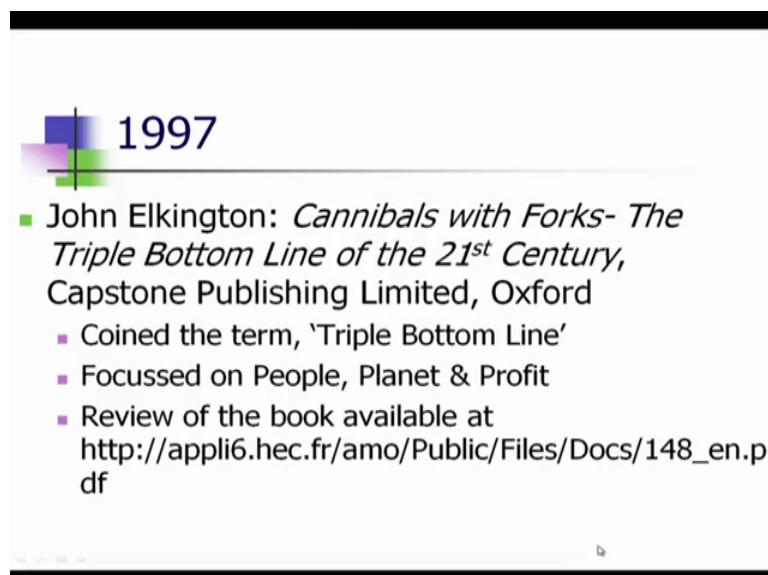 1997
John Elkington: Cannibals with Forks- The
Triple Bottom Line of the 21st Century,
Capstone Publishing Limited, Oxford
Coined the term, ‘Triple Bottom Line’
Focussed on People, Planet & Profit
Review of the book available at
http://appli6.hec.fr/amo/Public/Files/Docs/148_en.p
df